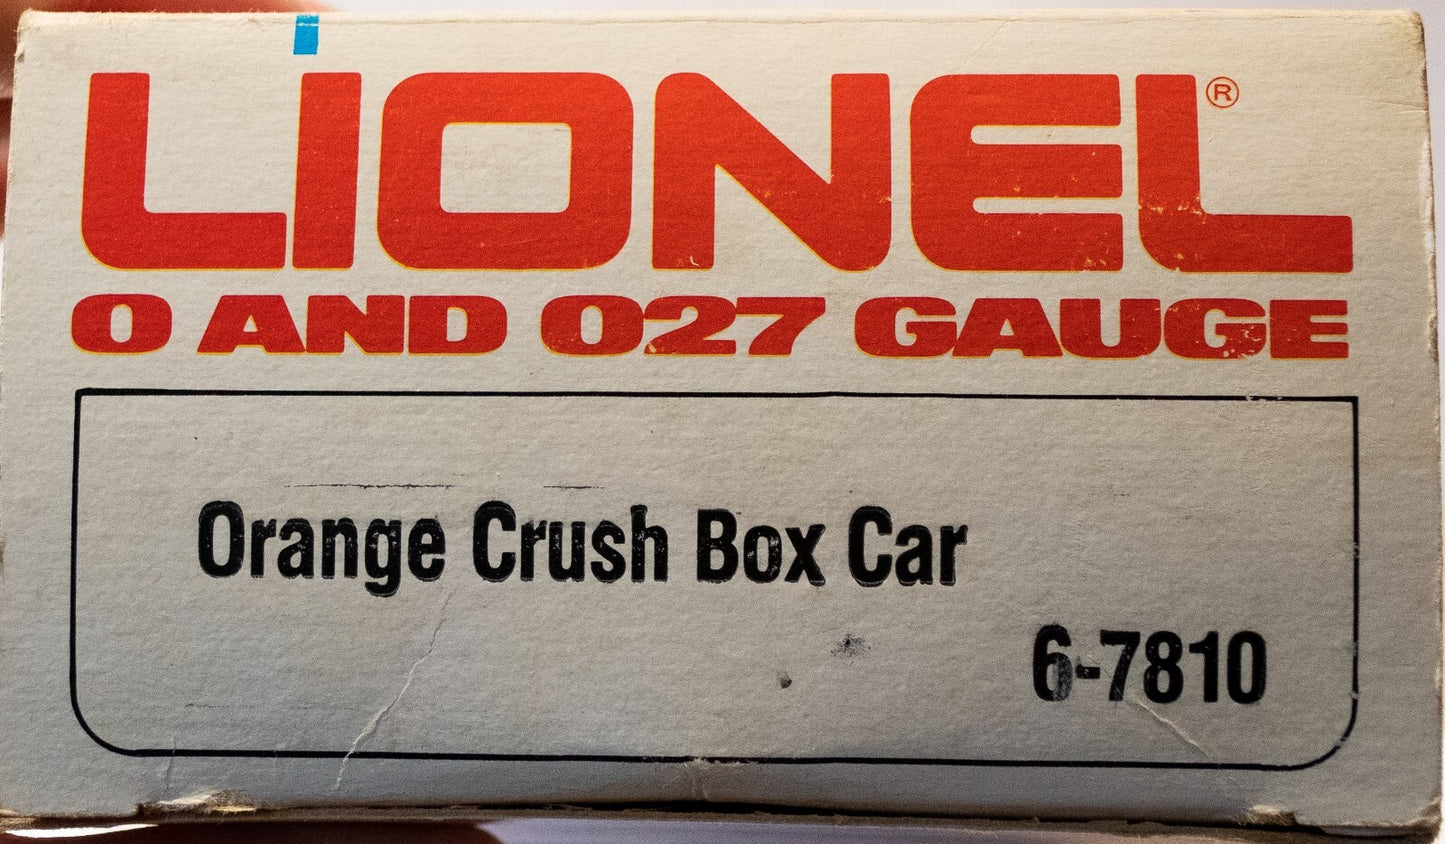 LiONEL®
O AND O27 GAUGE
Orange Crush Box Car
6-7810